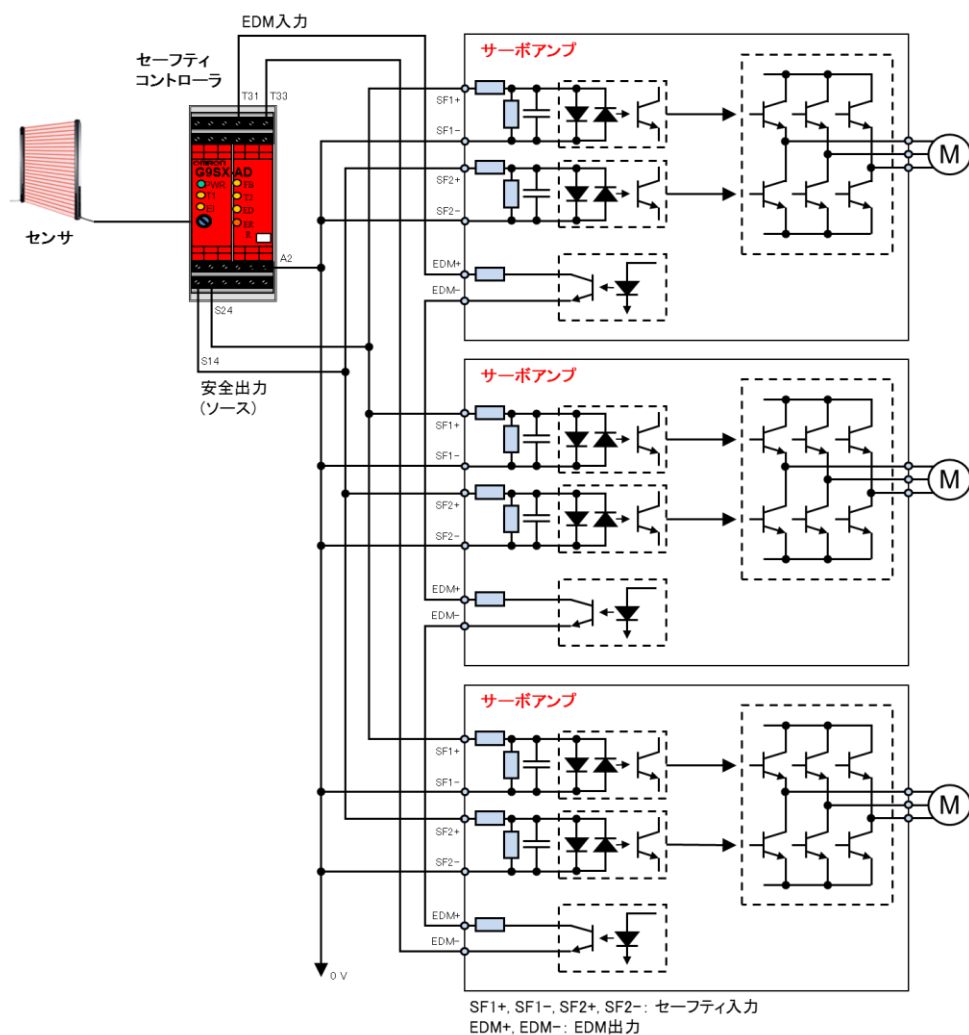 EDM入力
セーフティ
コントローラ
T31
T33
omron
G9SX-AD
PWR
FB
T1
T2
EI
ED
ER
センサ
A2
S24
S14
安全出力
(ソース)
0 V
サーボアンプ
SF1+
SF1-
SF2+
SF2-
EDM+
EDM-
M
サーボアンプ
SF1+
SF1-
SF2+
SF2-
EDM+
EDM-
M
サーボアンプ
SF1+
SF1-
SF2+
SF2-
EDM+
EDM-
M
SF1+, SF1-, SF2+, SF2-: セーフティ入力
EDM+, EDM-: EDM出力